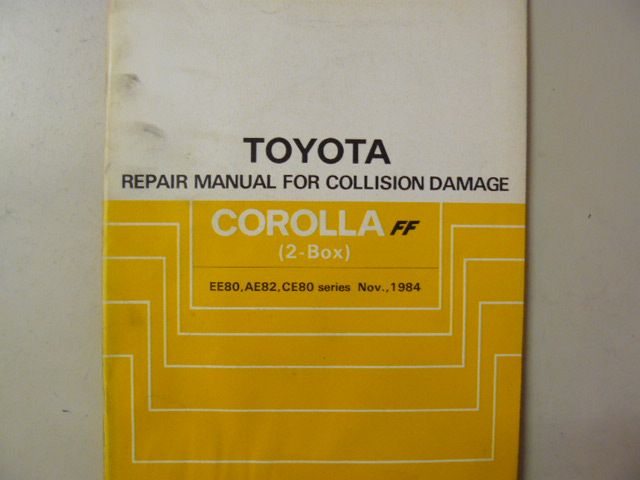 TOYOTA
REPAIR MANUAL FOR COLLISION DAMAGE
COROLLA FF
(2-Box)
EE80,AE82,CE80 series Nov.,1984